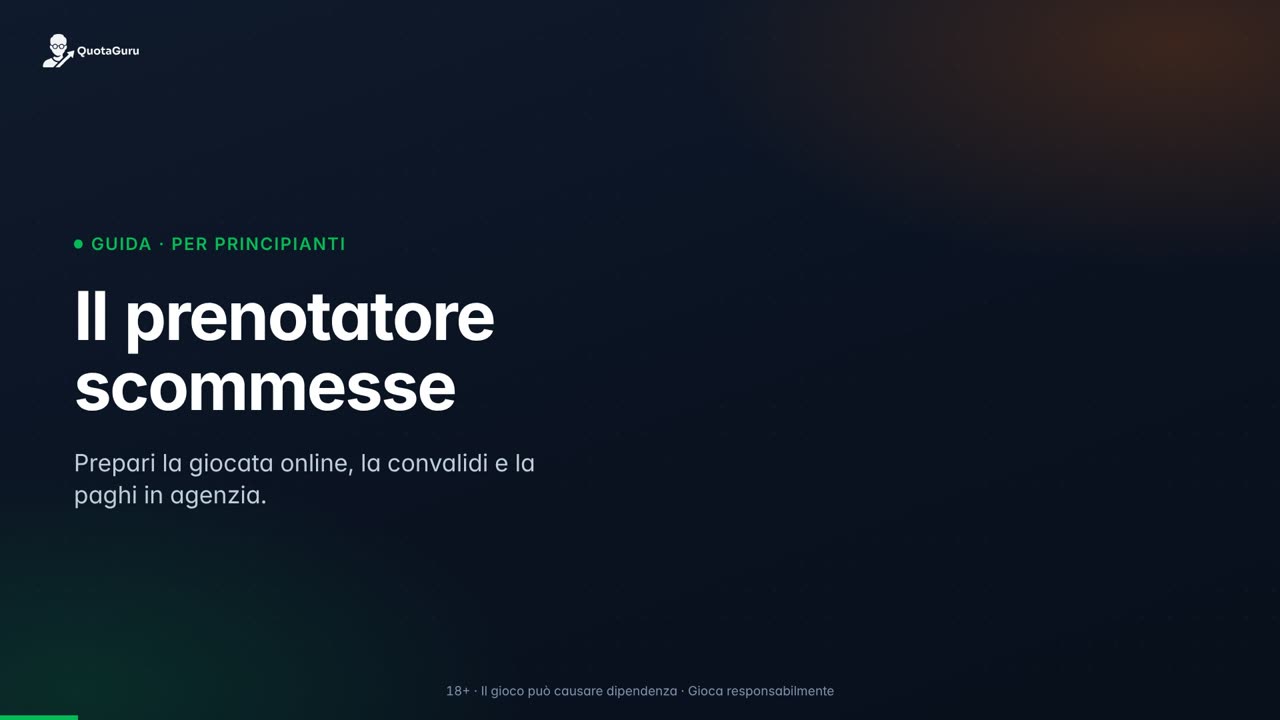 QuotaGuru
GUIDA · PER PRINCIPIANTI
Il prenotatore
scommesse
Prepari la giocata online, la convalidi e la
paghi in agenzia.
18+ · Il gioco può causare dipendenza · Gioca responsabilmente